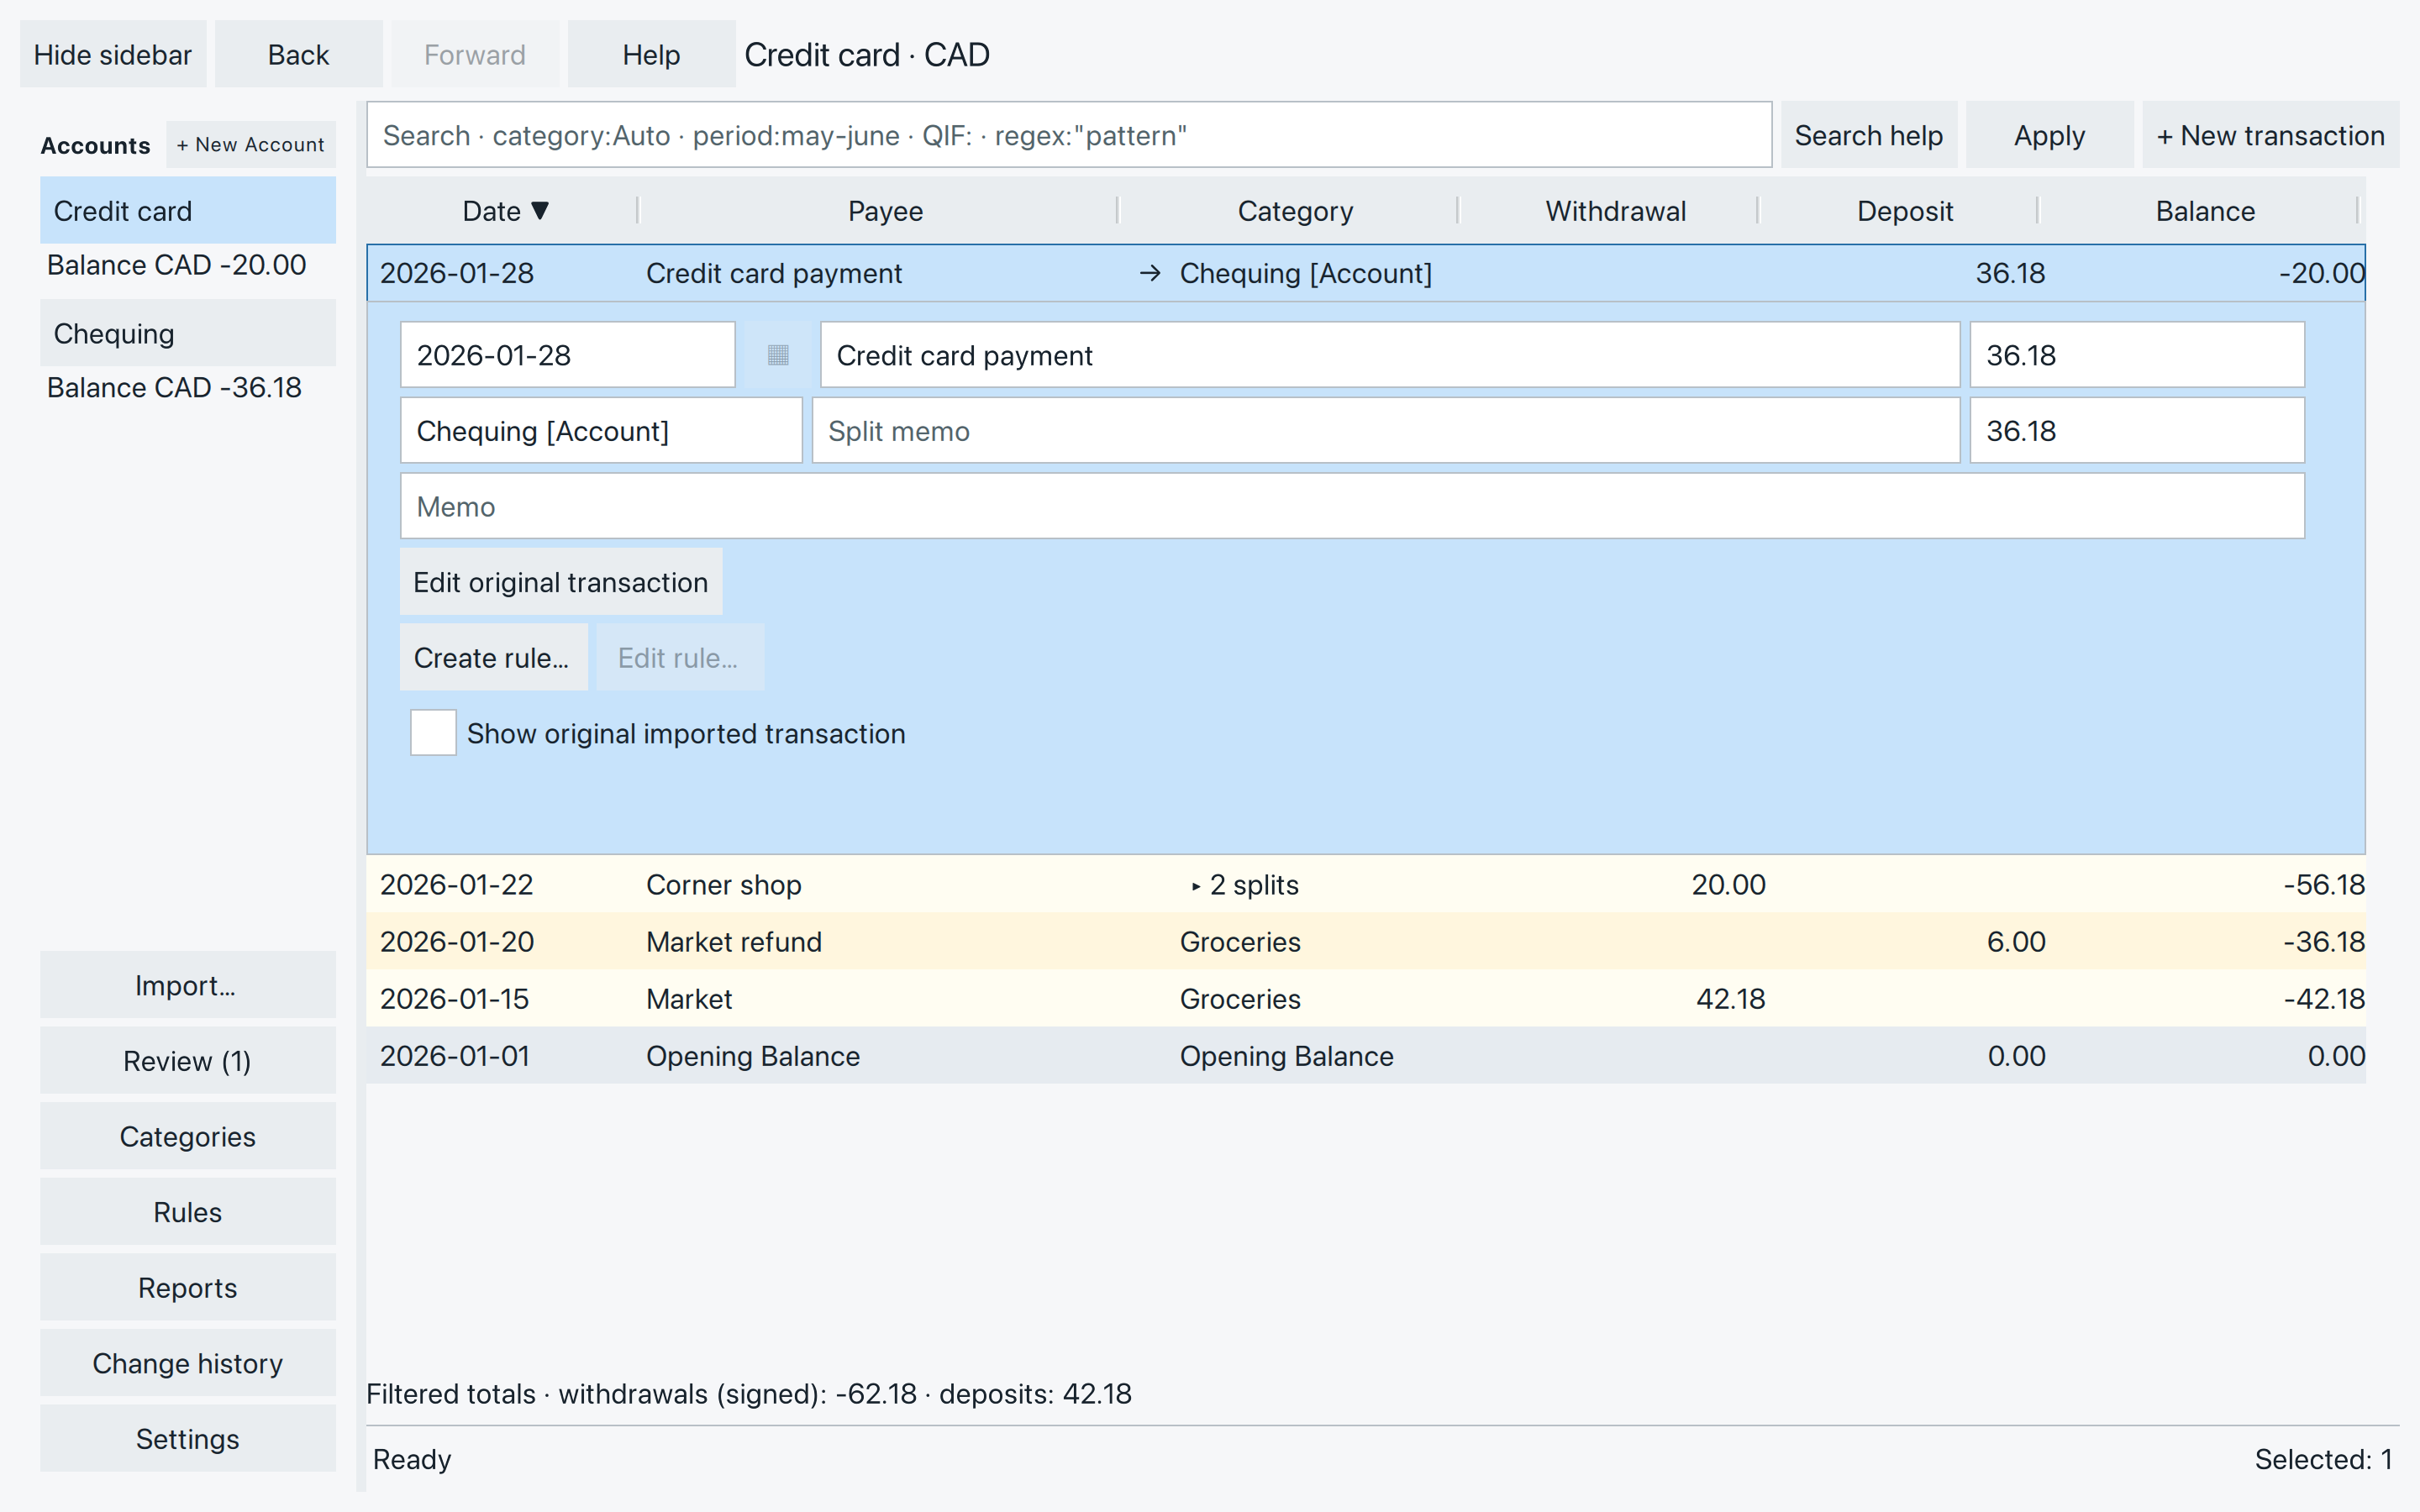 Hide sidebar Back Forward Help Credit card · CAD
Accounts + New Account
Search · category:Auto · period:may-june · QIF: · regex:"pattern" Search help Apply + New transaction
Credit card
Balance CAD -20.00
Chequing
Balance CAD -36.18
Date ▼ Payee Category Withdrawal Deposit Balance
2026-01-28 Credit card payment → Chequing [Account] 36.18 -20.00
2026-01-28 Credit card payment 36.18
Chequing [Account] Split memo 36.18
Memo
Edit original transaction
Create rule… Edit rule…
Show original imported transaction
2026-01-22 Corner shop ▸ 2 splits 20.00 -56.18
2026-01-20 Market refund Groceries 6.00 -36.18
2026-01-15 Market Groceries 42.18 -42.18
2026-01-01 Opening Balance Opening Balance 0.00 0.00
Import…
Review (1)
Categories
Rules
Reports
Change history
Settings
Filtered totals · withdrawals (signed): -62.18 · deposits: 42.18
Ready Selected: 1